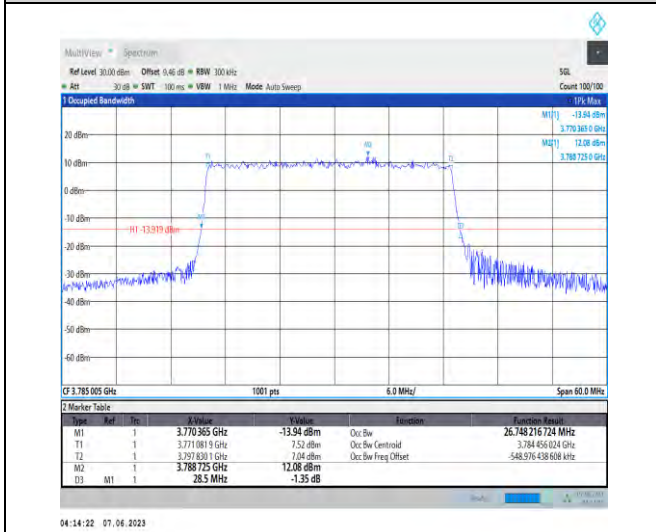 MultiView Spectrum
Ref Level 30.00 dBm Offset 9.46 dB RBW 300 kHz SGL
Att 30 dB SWT 100 ms VBW 1 MHz Mode Auto Sweep Count 100/100
1 Occupied Bandwidth 1Pk Max
M1[1] -13.94 dBm
3.770 365 0 GHz
20 dBm M2[1] 12.08 dBm
3.788 725 0 GHz
M2
T1 T2
10 dBm
0 dBm
-10 dBm
H1 -13.919 dBm
-30 dBm
-40 dBm
-50 dBm
-60 dBm
CF 3.785 005 GHz 1001 pts 6.0 MHz/ Span 60.0 MHz
2 Marker Table
Type Ref Trc X-Value Y-Value Function Function Result
M1 1 3.770 365 GHz -13.94 dBm Occ Bw 26.748 216 724 MHz
T1 1 3.771 081 9 GHz 7.52 dBm Occ Bw Centroid 3.784 456 024 GHz
T2 1 3.797 830 1 GHz 7.04 dBm Occ Bw Freq Offset -548.976 438 608 kHz
M2 1 3.788 725 GHz 12.08 dBm
D3 M1 1 28.5 MHz -1.35 dB
04:14:22 07.06.2023